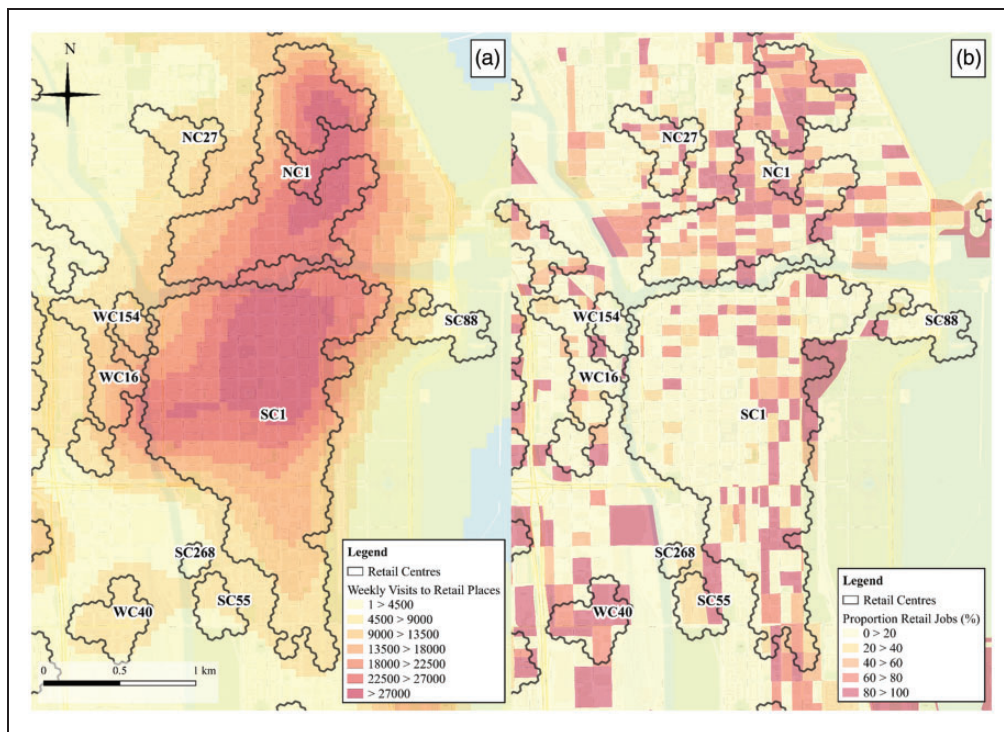 N
(a)
NC27
NC1
WC154
SC88
WC16
SC1
SC268
SC55
WC40
0 0.5 1 km
Legend
Retail Centres
Weekly Visits to Retail Places
1 > 4500
4500 > 9000
9000 > 13500
13500 > 18000
18000 > 22500
22500 > 27000
> 27000
(b)
NC27
NC1
WC154
SC88
WC16
SC1
SC268
SC55
WC40
Legend
Retail Centres
Proportion Retail Jobs (%)
0 > 20
20 > 40
40 > 60
60 > 80
80 > 100